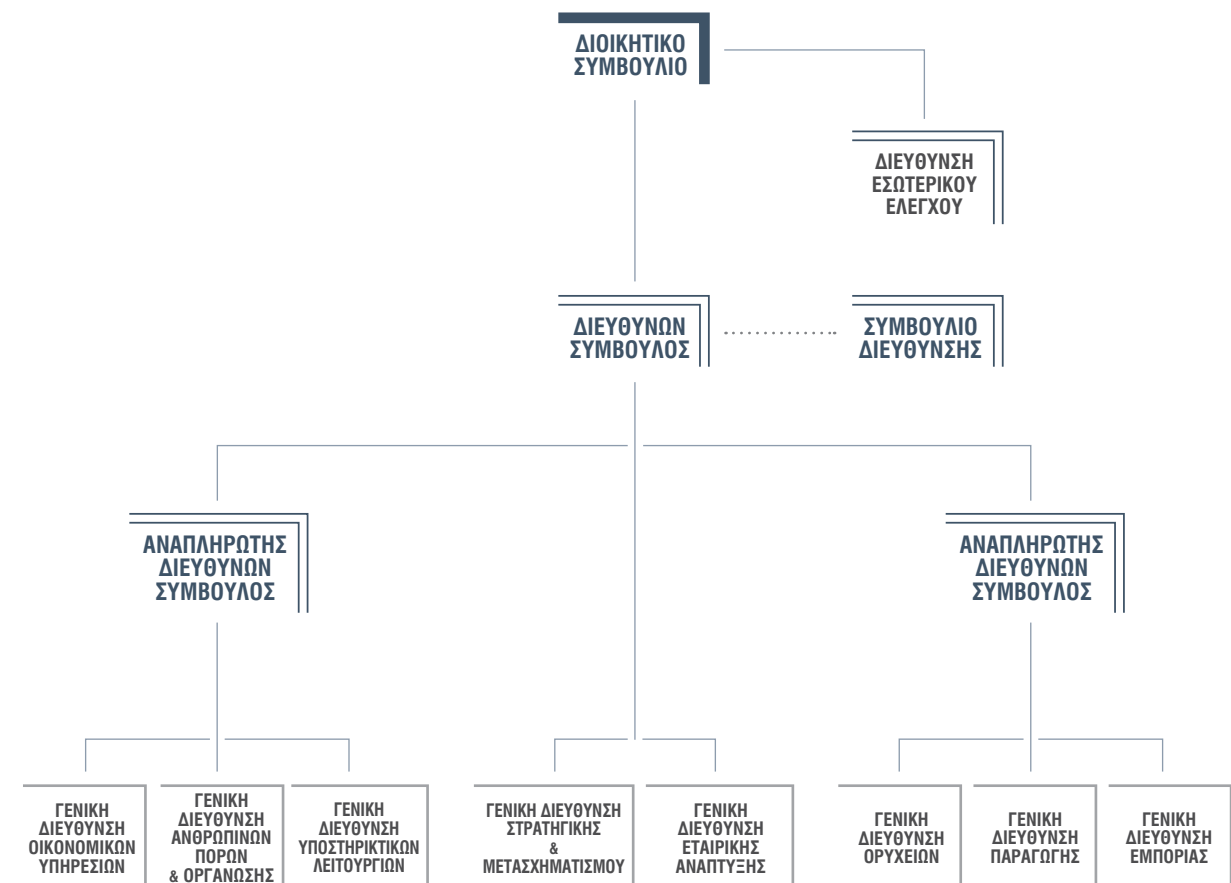 ΔΙΟΙΚΗΤΙΚΟ
ΣΥΜΒΟΥΛΙΟ
ΔΙΕΥΘΥΝΣΗ
ΕΣΩΤΕΡΙΚΟΥ
ΕΛΕΓΧΟΥ
ΔΙΕΥΘΥΝΩΝ
ΣΥΜΒΟΥΛΟΣ
ΣΥΜΒΟΥΛΙΟ
ΔΙΕΥΘΥΝΣΗΣ
ΑΝΑΠΛΗΡΩΤΗΣ
ΔΙΕΥΘΥΝΩΝ
ΣΥΜΒΟΥΛΟΣ
ΑΝΑΠΛΗΡΩΤΗΣ
ΔΙΕΥΘΥΝΩΝ
ΣΥΜΒΟΥΛΟΣ
ΓΕΝΙΚΗ
ΔΙΕΥΘΥΝΣΗ
ΟΙΚΟΝΟΜΙΚΩΝ
ΥΠΗΡΕΣΙΩΝ
ΓΕΝΙΚΗ
ΔΙΕΥΘΥΝΣΗ
ΑΝΘΡΩΠΙΝΩΝ
ΠΟΡΩΝ
& ΟΡΓΑΝΩΣΗΣ
ΓΕΝΙΚΗ
ΔΙΕΥΘΥΝΣΗ
ΥΠΟΣΤΗΡΙΚΤΙΚΩΝ
ΛΕΙΤΟΥΡΓΙΩΝ
ΓΕΝΙΚΗ ΔΙΕΥΘΥΝΣΗ
ΣΤΡΑΤΗΓΙΚΗΣ
&
ΜΕΤΑΣΧΗΜΑΤΙΣΜΟΥ
ΓΕΝΙΚΗ
ΔΙΕΥΘΥΝΣΗ
ΕΤΑΙΡΙΚΗΣ
ΑΝΑΠΤΥΞΗΣ
ΓΕΝΙΚΗ
ΔΙΕΥΘΥΝΣΗ
ΟΡΥΧΕΙΩΝ
ΓΕΝΙΚΗ
ΔΙΕΥΘΥΝΣΗ
ΠΑΡΑΓΩΓΗΣ
ΓΕΝΙΚΗ
ΔΙΕΥΘΥΝΣΗ
ΕΜΠΟΡΙΑΣ